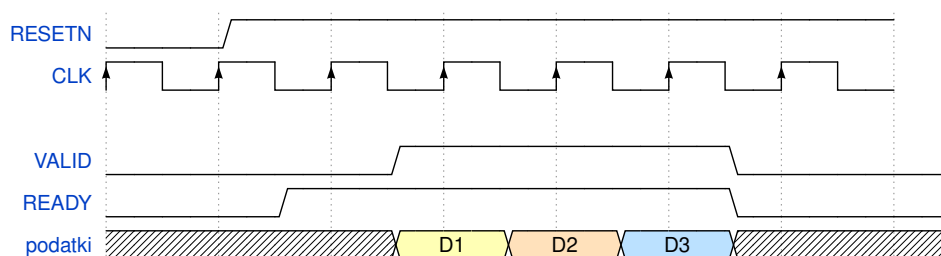 RESETN
CLK
VALID
READY
podatki D1 D2 D3